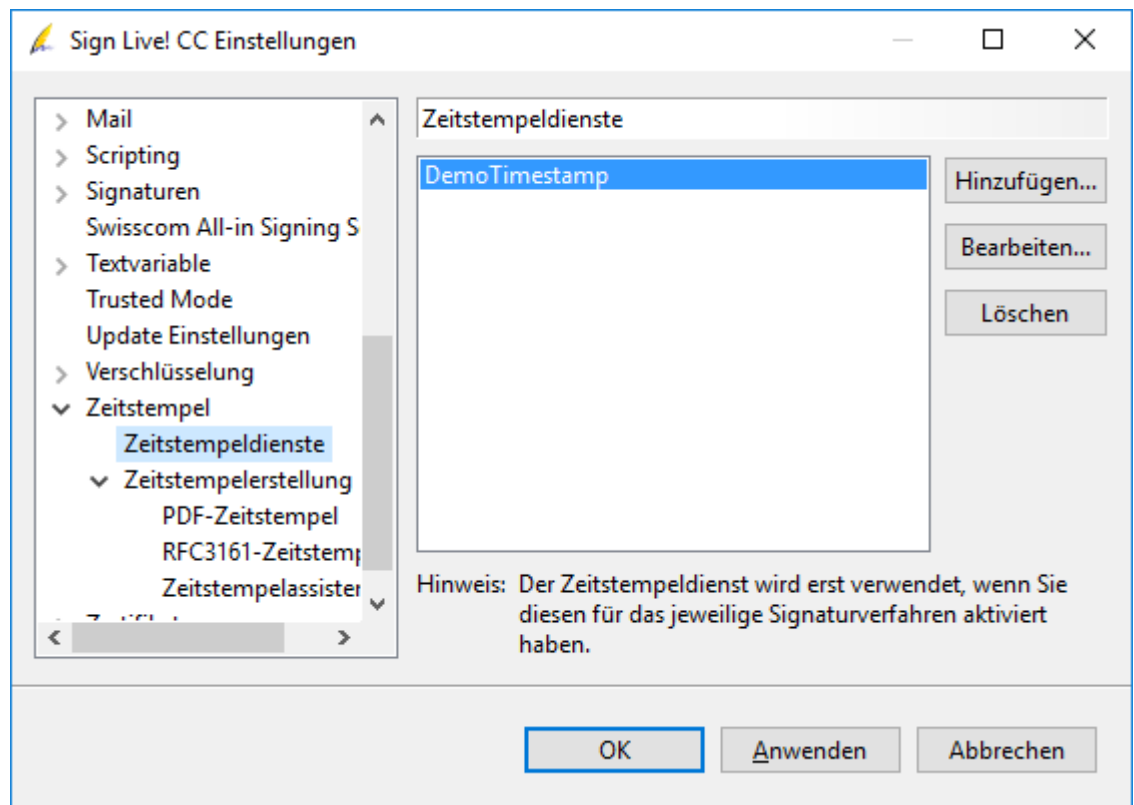 Sign Live! CC Einstellungen
Mail
Scripting
Signaturen
Swisscom All-in Signing S
Textvariable
Trusted Mode
Update Einstellungen
Verschlüsselung
Zeitstempel
Zeitstempeldienste
Zeitstempelerstellung
PDF-Zeitstempel
RFC3161-Zeitstemp
Zeitstempelassisten
Zeitstempeldienste
DemoTimestamp
Hinzufügen...
Bearbeiten...
Löschen
Hinweis: Der Zeitstempeldienst wird erst verwendet, wenn Sie
diesen für das jeweilige Signaturverfahren aktiviert
haben.
OK
Anwenden
Abbrechen